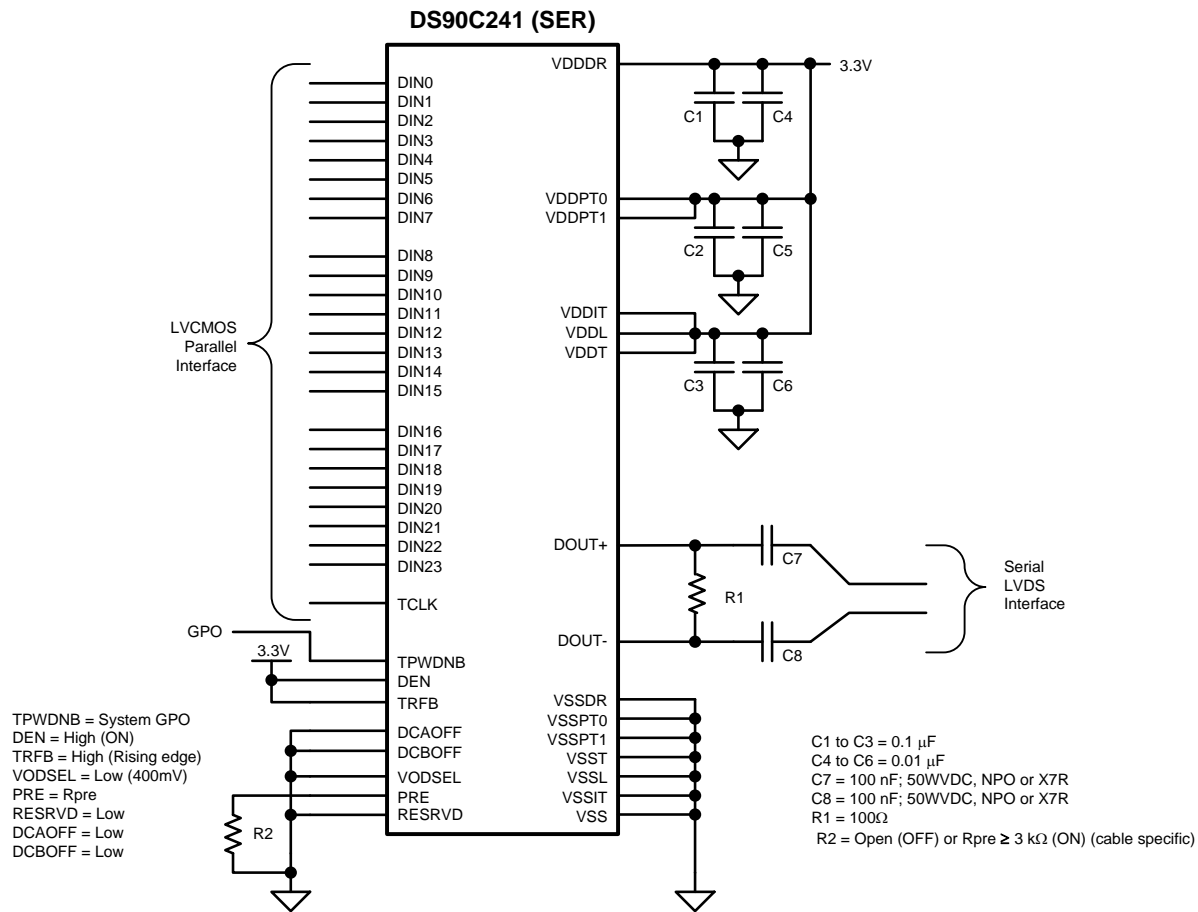 DS90C241 (SER)
VDDDR
3.3V
DIN0
DIN1
DIN2
DIN3
DIN4
DIN5
DIN6
DIN7
C1
C4
VDDPT0
VDDPT1
C2
C5
DIN8
DIN9
DIN10
DIN11
DIN12
DIN13
DIN14
DIN15
LVCMOS
Parallel
Interface
VDDIT
VDDL
VDDT
C3
C6
DIN16
DIN17
DIN18
DIN19
DIN20
DIN21
DIN22
DIN23
TCLK
DOUT+
C7
R1
DOUT-
C8
Serial
LVDS
Interface
GPO
3.3V
TPWDNB
DEN
TRFB
DCAOFF
DCBOFF
VODSEL
PRE
RESRVD
R2
VSSDR
VSSPT0
VSSPT1
VSST
VSSL
VSSIT
VSS
TPWDNB = System GPO
DEN = High (ON)
TRFB = High (Rising edge)
VODSEL = Low (400mV)
PRE = Rpre
RESRVD = Low
DCAOFF = Low
DCBOFF = Low
C1 to C3 = 0.1 μF
C4 to C6 = 0.01 μF
C7 = 100 nF; 50WVDC, NPO or X7R
C8 = 100 nF; 50WVDC, NPO or X7R
R1 = 100Ω
R2 = Open (OFF) or Rpre ≥ 3 kΩ (ON) (cable specific)